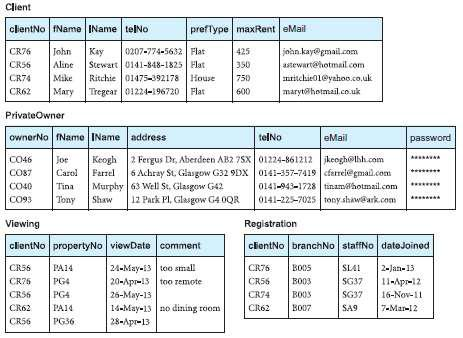 Client
clientNo fName lName telNo prefType maxRent eMail
CR76 John Kay 0207-774-5632 Flat 425 john.kay@gmail.com
CR56 Aline Stewart 0141-848-1825 Flat 350 astewart@hotmail.com
CR74 Mike Ritchie 01475-392178 House 750 mritchie01@yahoo.co.uk
CR62 Mary Tregear 01224-196720 Flat 600 maryt@hotmail.co.uk
PrivateOwner
ownerNo fName lName address telNo eMail password
CO46 Joe Keogh 2 Fergus Dr, Aberdeen AB2 7SX 01224-861212 jkeogh@lhh.com ********
CO87 Carol Farrel 6 Achray St, Glasgow G32 9DX 0141-357-7419 cfarrel@gmail.com ********
CO40 Tina Murphy 63 Well St, Glasgow G42 0141-943-1728 tinam@hotmail.com ********
CO93 Tony Shaw 12 Park Pl, Glasgow G4 0QR 0141-225-7025 tony.shaw@ark.com ********
Viewing
clientNo propertyNo viewDate comment
CR56 PA14 24-May-13 too small
CR76 PG4 20-Apr-13 too remote
CR56 PG4 26-May-13
CR62 PA14 14-May-13 no dining room
CR56 PG36 28-Apr-13
Registration
clientNo branchNo staffNo dateJoined
CR76 B005 SL41 2-Jan-13
CR56 B003 SG37 11-Apr-12
CR74 B003 SG37 16-Nov-11
CR62 B007 SA9 7-Mar-12